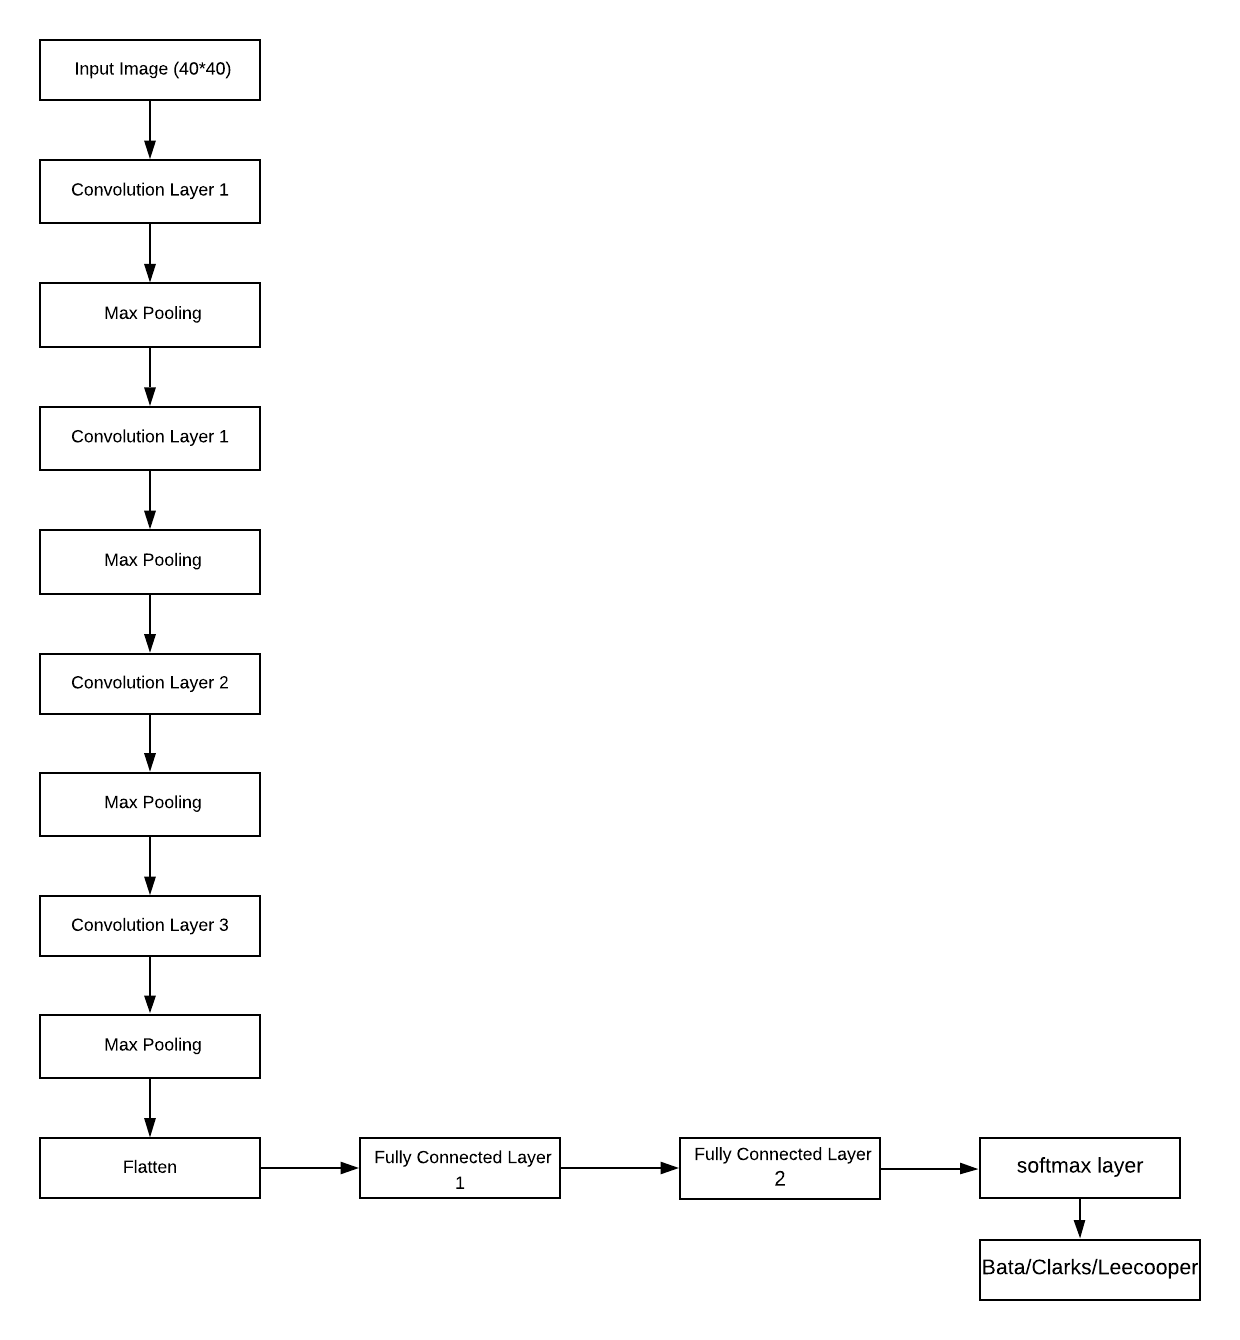 Input Image (40*40)
Convolution Layer 1
Max Pooling
Convolution Layer 1
Max Pooling
Convolution Layer 2
Max Pooling
Convolution Layer 3
Max Pooling
Flatten
Fully Connected Layer
1
Fully Connected Layer
2
softmax layer
Bata/Clarks/Leecooper